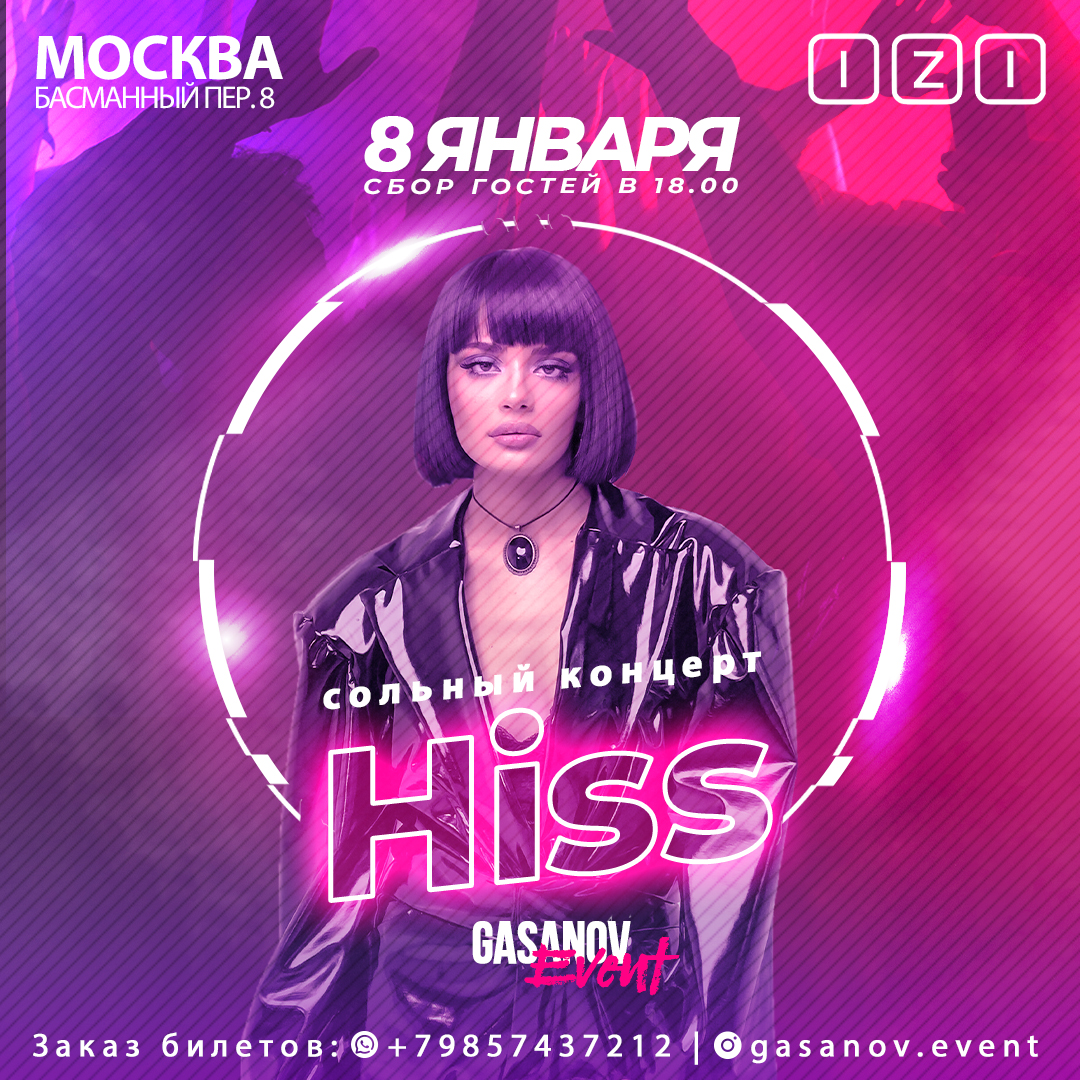 МОСКВА
БАСМАННЫЙ ПЕР. 8
IZI
8 ЯНВАРЯ
СБОР ГОСТЕЙ В 18.00
сольный концерт
Hiss
GASANOV
Event
Заказ билетов: +79857437212 | gasanov.event